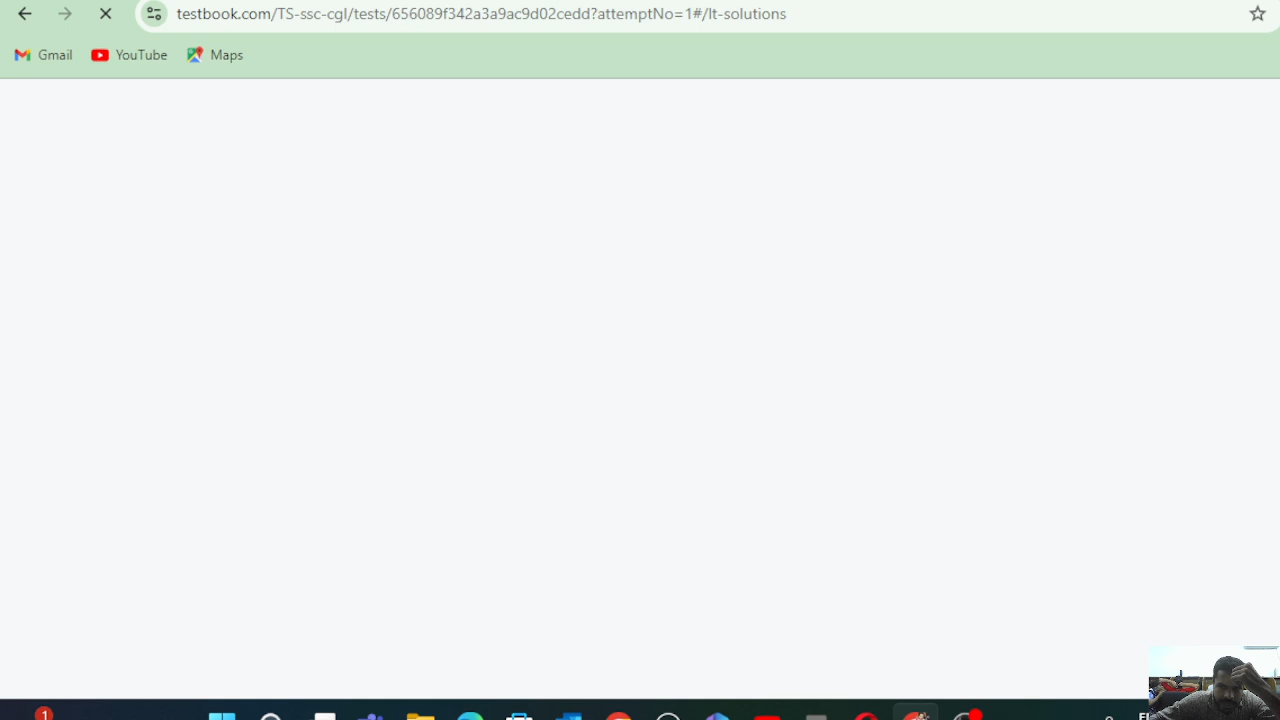 testbook.com/TS-ssc-cgl/tests/656089f342a3a9ac9d02cedd?attemptNo=1#/lt-solutions
Gmail YouTube Maps
1